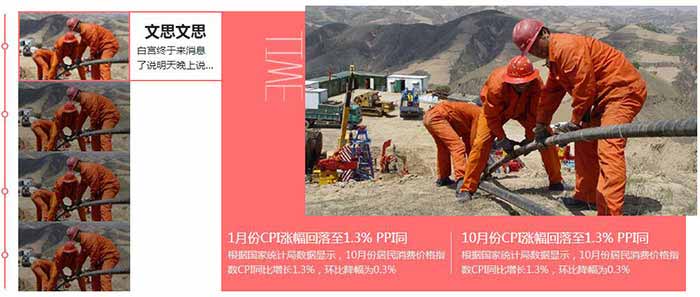 文思文思
白宫终于来消息
了说明天晚上说...
TIME
1月份CPI涨幅回落至1.3% PPI同
根据国家统计局数据显示，10月份居民消费价格指
数CPI同比增长1.3%，环比降幅为0.3%
10月份CPI涨幅回落至1.3% PPI同
根据国家统计局数据显示，10月份居民消费价格指
数CPI同比增长1.3%，环比降幅为0.3%